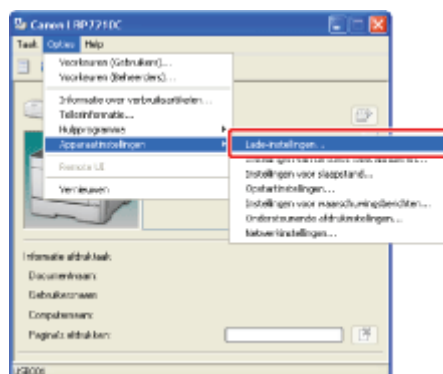 Canon LBP7210C
Taak Opties Help
Voorkeuren (Gebruikers)...
Voorkeuren (Beheerders)...
Informatie over verbruiksartikelen...
Tellerinformatie...
Hulpprogramma
Apparaatinstellingen
Remote UI
Vernieuwen
Lade-instellingen...
Instellingen voor slaapstand...
Opstartinstellingen...
Instellingen voor waarschuwingsberichten...
Ondersteunende afdrukinstellingen...
Netwerkinstellingen...
Informatie afdruktaak
Documentnaam:
Gebruikersnaam:
Computernaam:
Pagina's afdrukken:
USB001